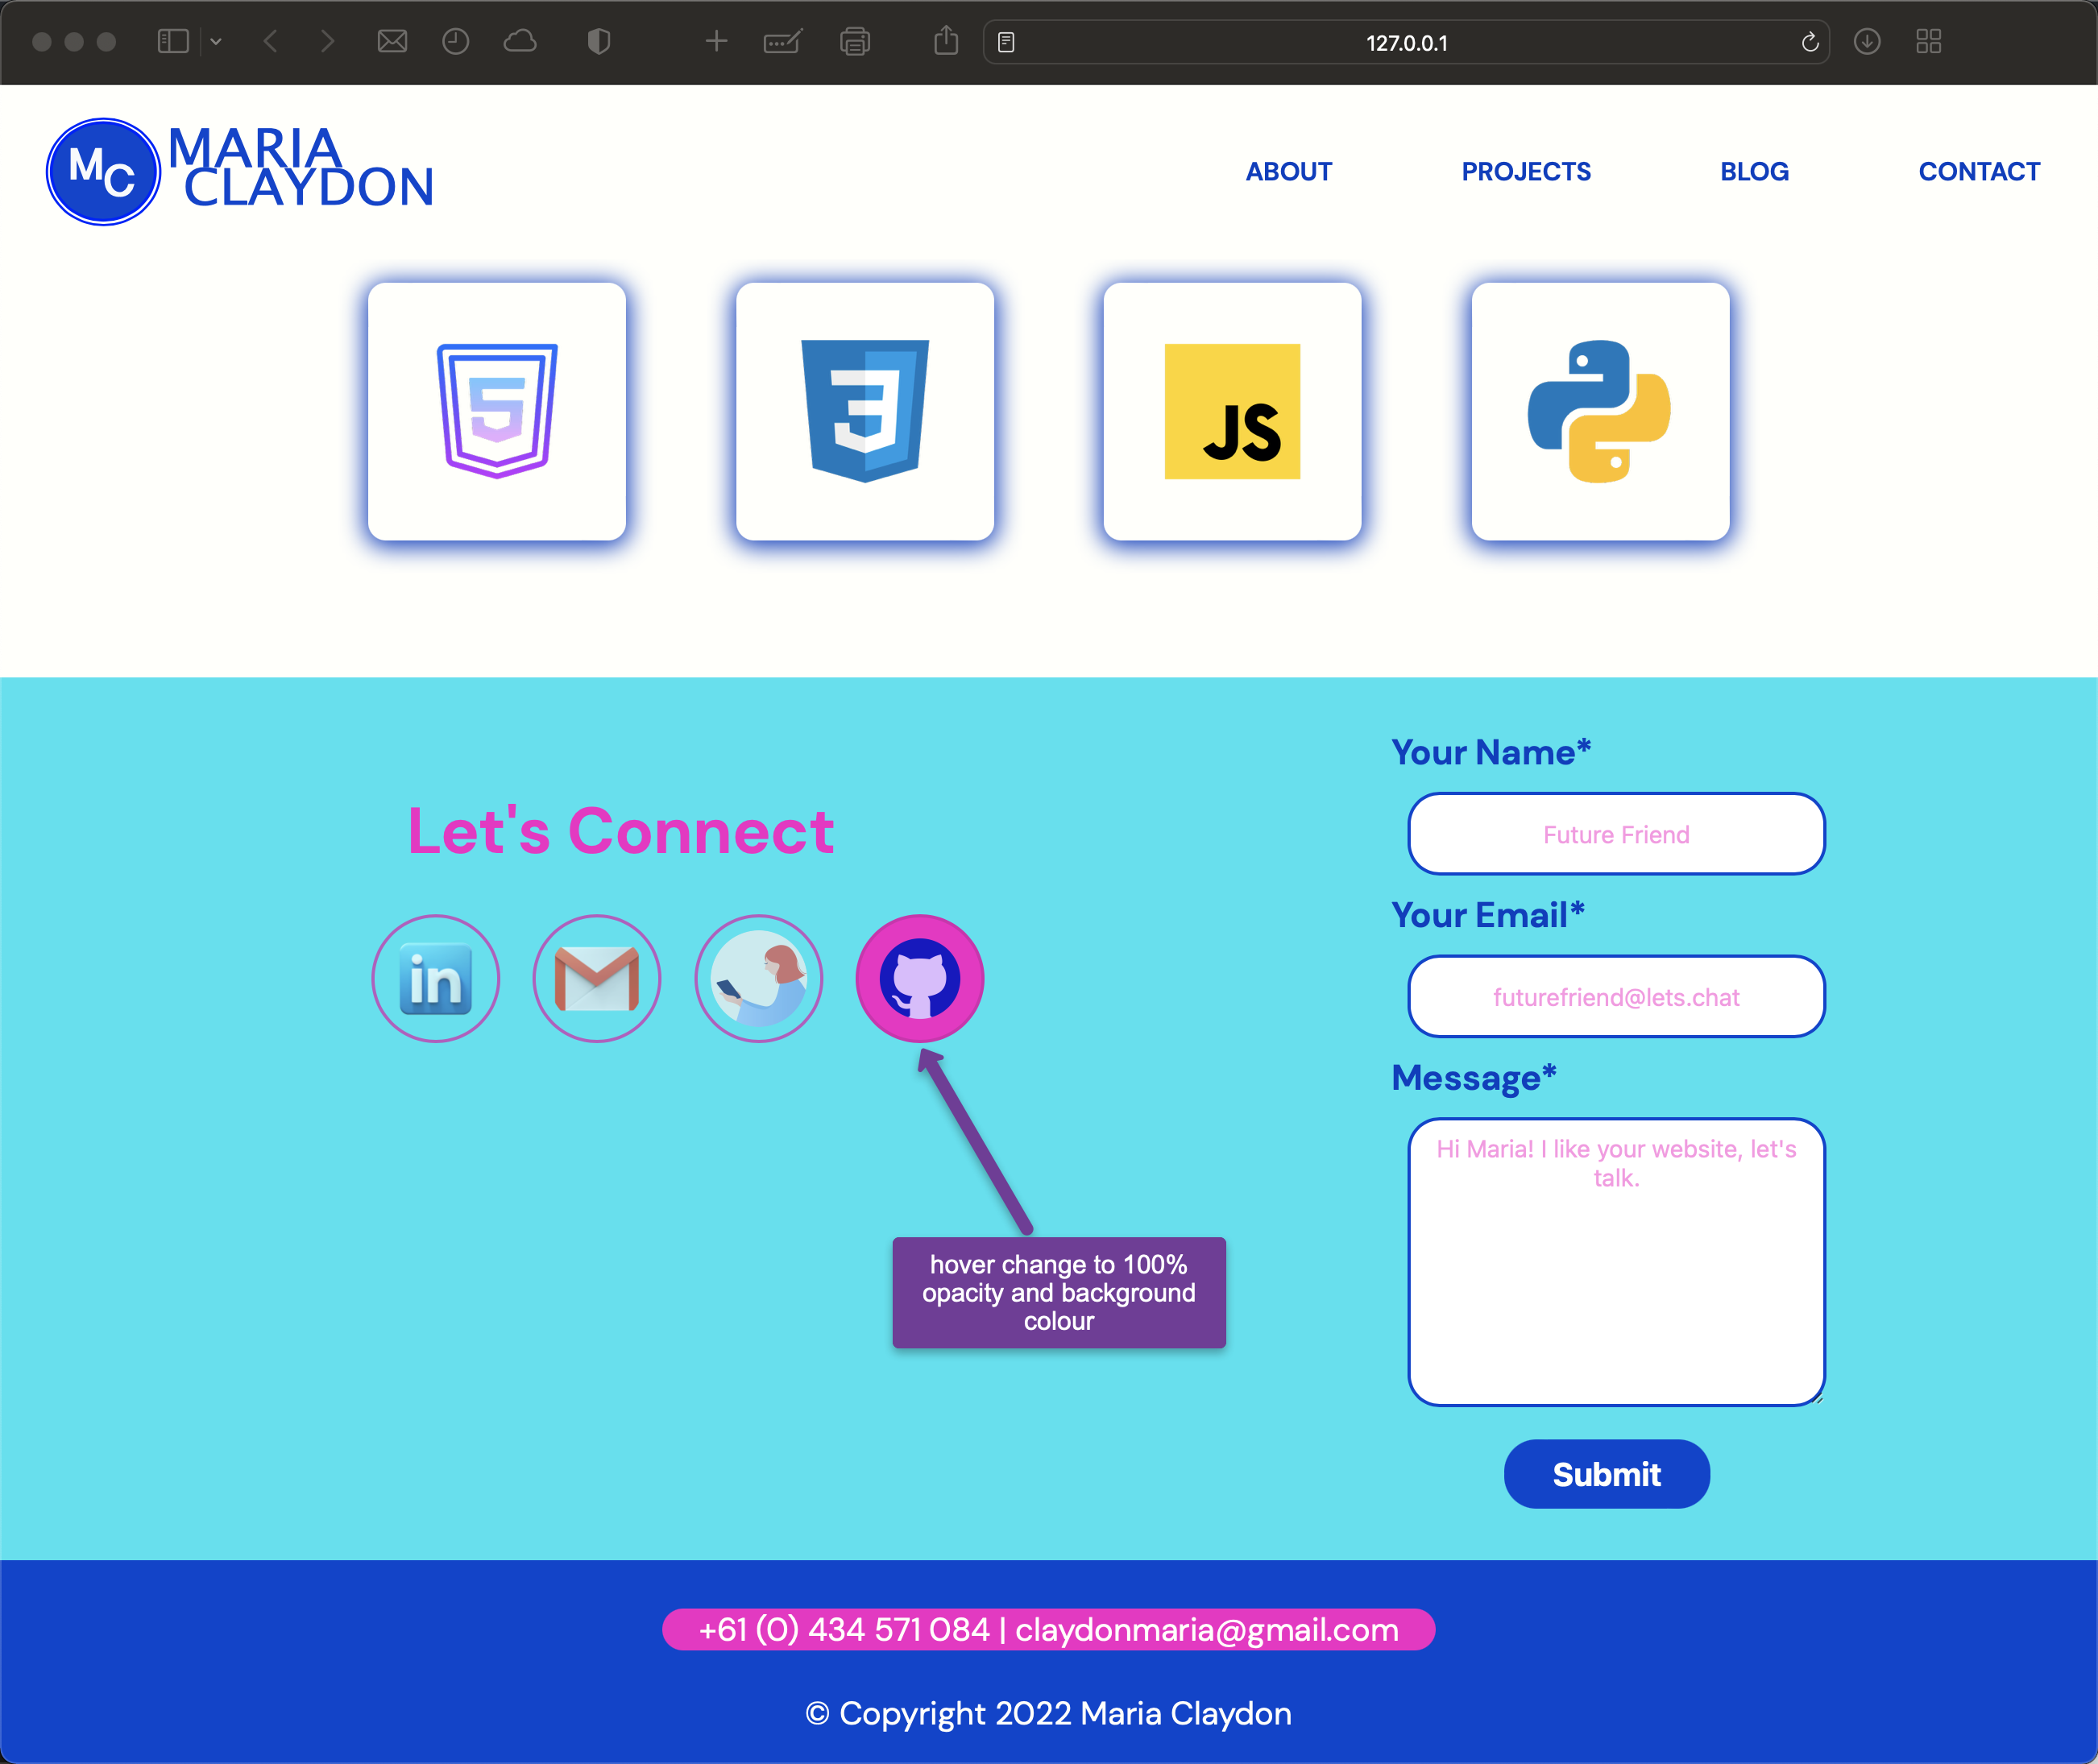 127.0.0.1
MC
MARIA
CLAYDON
ABOUT PROJECTS BLOG CONTACT
5
3
JS
Let's Connect
in
M
hover change to 100%
opacity and background
colour
Your Name*
Future Friend
Your Email*
futurefriend@lets.chat
Message*
Hi Maria! I like your website, let's
talk.
Submit
+61 (0) 434 571 084 | claydonmaria@gmail.com
© Copyright 2022 Maria Claydon